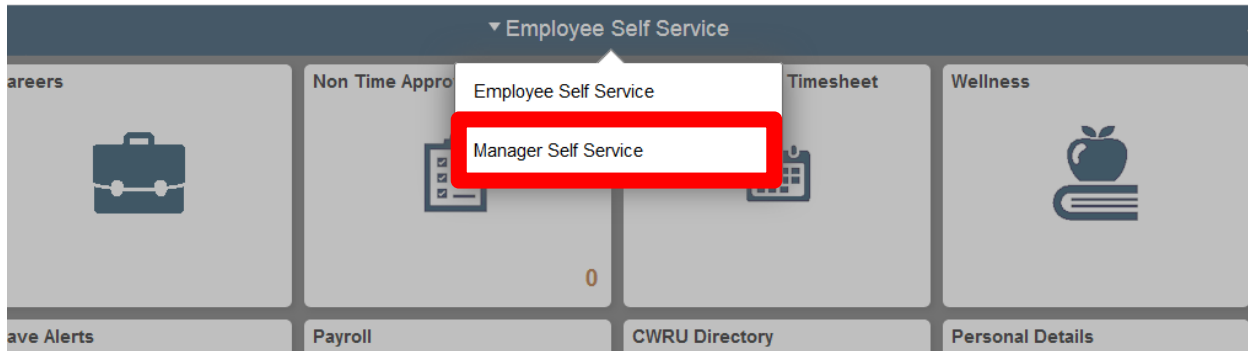 ▼ Employee Self Service
areers
Non Time Appro
Timesheet
Wellness
Employee Self Service
Manager Self Service
0
ave Alerts
Payroll
CWRU Directory
Personal Details